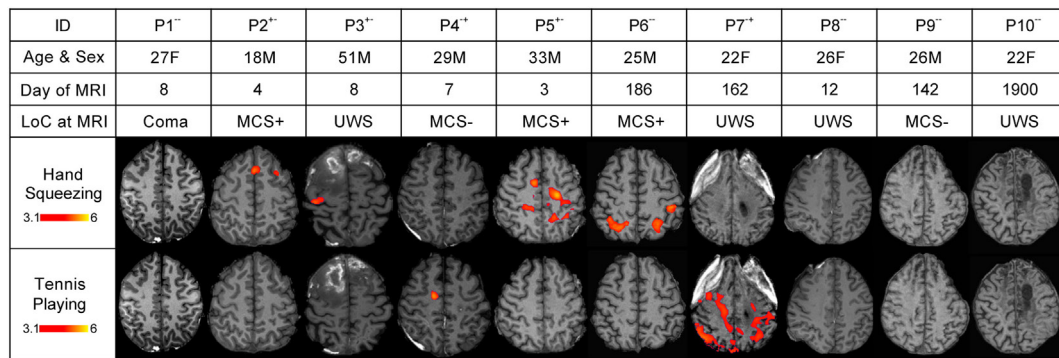 ID P1-- P2+- P3+- P4-+ P5+- P6-- P7-+ P8-- P9-- P10--
Age & Sex 27F 18M 51M 29M 33M 25M 22F 26F 26M 22F
Day of MRI 8 4 8 7 3 186 162 12 142 1900
LoC at MRI Coma MCS+ UWS MCS- MCS+ MCS+ UWS UWS MCS- UWS
Hand
Squeezing
3.1 6
Tennis
Playing
3.1 6